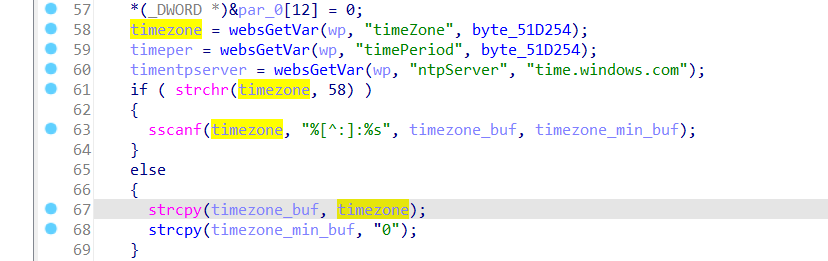 57 *(_DWORD *)&par_0[12] = 0;
58 timezone = websGetVar(wp, "timeZone", byte_51D254);
59 timeper = websGetVar(wp, "timePeriod", byte_51D254);
60 timentpserver = websGetVar(wp, "ntpServer", "time.windows.com");
61 if ( strchr(timezone, 58) )
62 {
63 sscanf(timezone, "%[^:]:%s", timezone_buf, timezone_min_buf);
64 }
65 else
66 {
67 strcpy(timezone_buf, timezone);
68 strcpy(timezone_min_buf, "0");
69 }